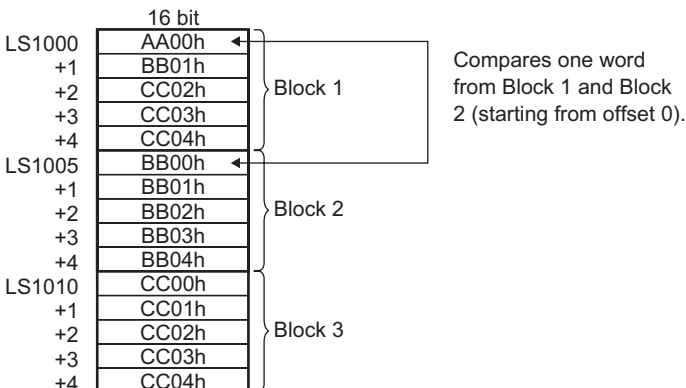 16 bit
LS1000 AA00h
+1 BB01h
+2 CC02h
+3 CC03h
+4 CC04h
Block 1
LS1005 BB00h
+1 BB01h
+2 BB02h
+3 BB03h
+4 BB04h
Block 2
LS1010 CC00h
+1 CC01h
+2 CC02h
+3 CC03h
+4 CC04h
Block 3
Compares one word
from Block 1 and Block
2 (starting from offset 0).